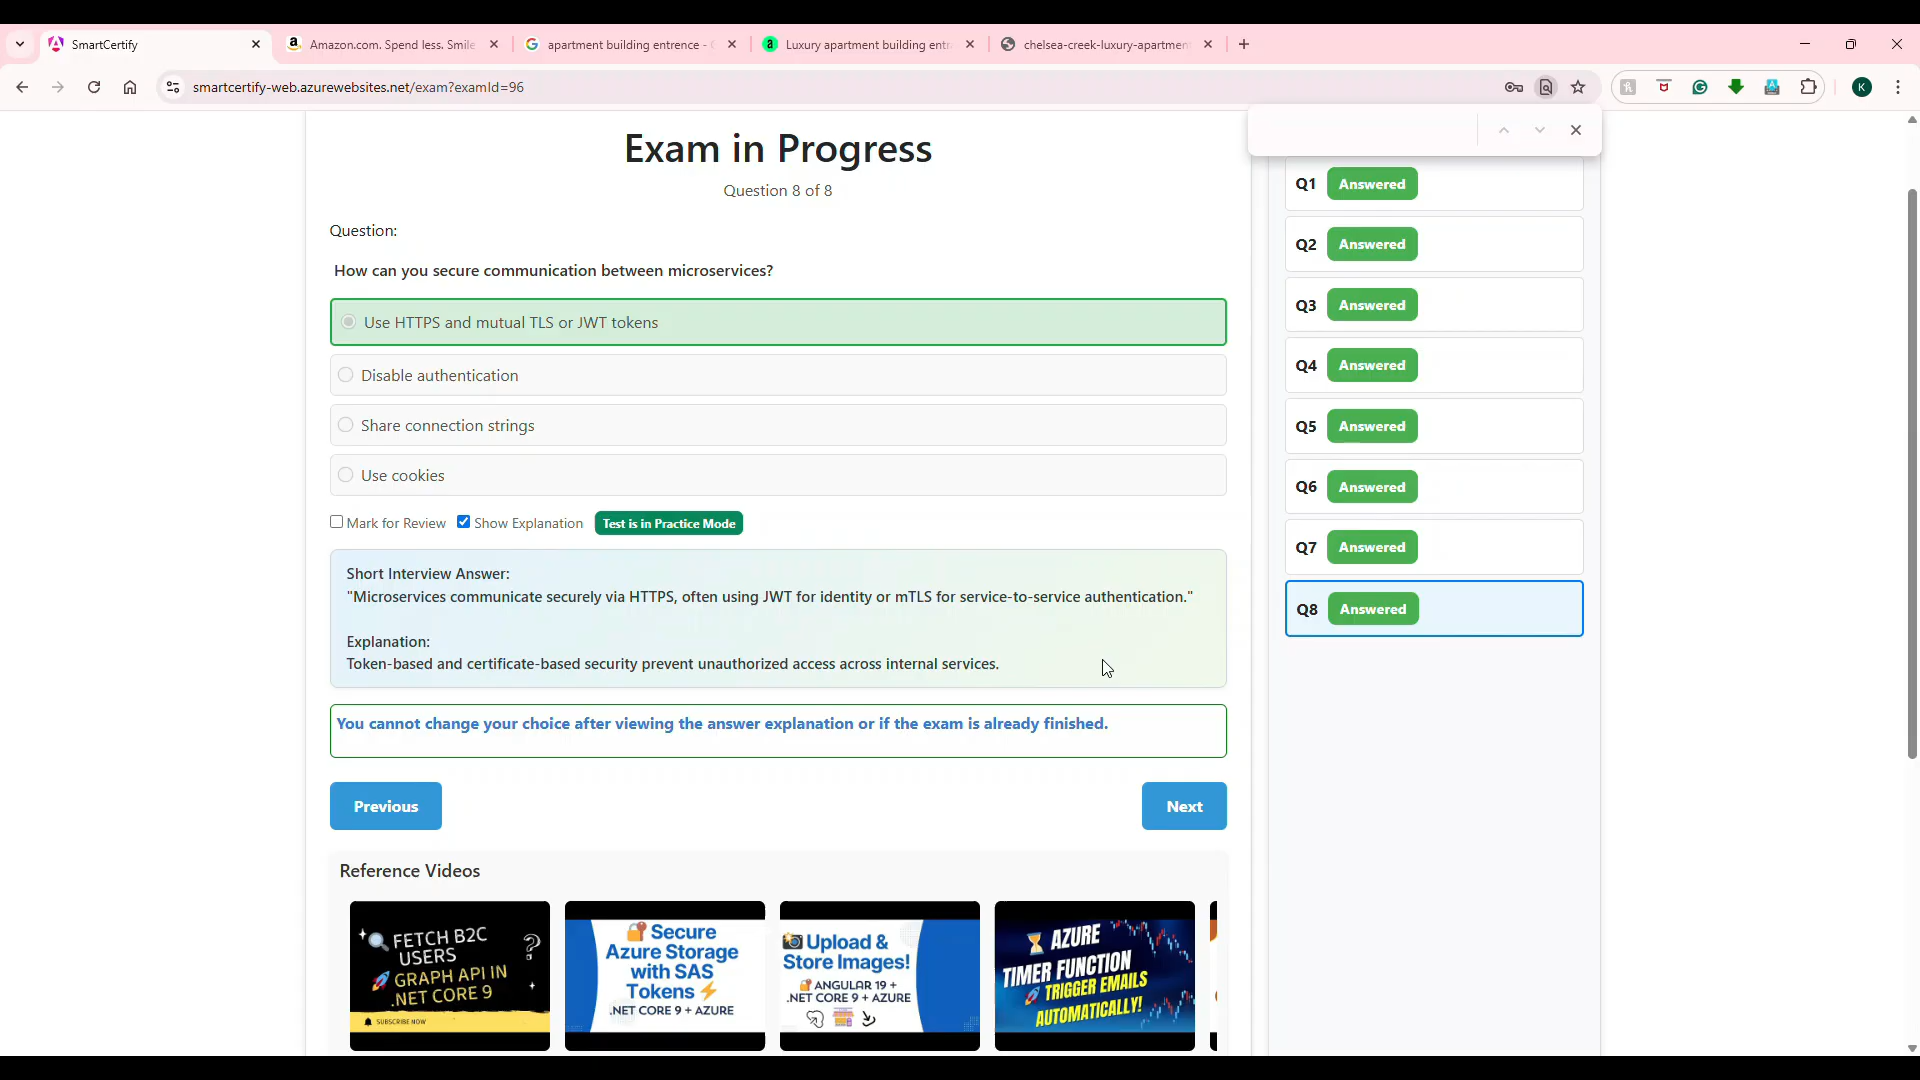 SmartCertify
Amazon.com. Spend less. Smile
apartment building entrence -
Luxury apartment building entr
chelsea-creek-luxury-apartmen
smartcertify-web.azurewebsites.net/exam?examId=96
K
Exam in Progress
Question 8 of 8
Question:
How can you secure communication between microservices?
Use HTTPS and mutual TLS or JWT tokens
Disable authentication
Share connection strings
Use cookies
Mark for Review
Show Explanation
Test is in Practice Mode
Short Interview Answer:
"Microservices communicate securely via HTTPS, often using JWT for identity or mTLS for service-to-service authentication."
Explanation:
Token-based and certificate-based security prevent unauthorized access across internal services.
You cannot change your choice after viewing the answer explanation or if the exam is already finished.
Previous
Next
Q1 Answered
Q2 Answered
Q3 Answered
Q4 Answered
Q5 Answered
Q6 Answered
Q7 Answered
Q8 Answered
Reference Videos
FETCH B2C
USERS
GRAPH API IN
.NET CORE 9
SUBSCRIBE NOW
Secure
Azure Storage
with SAS
Tokens
.NET CORE 9 + AZURE
Upload &
Store Images!
ANGULAR 19 +
.NET CORE 9 + AZURE
AZURE
TIMER FUNCTION
TRIGGER EMAILS
AUTOMATICALLY!